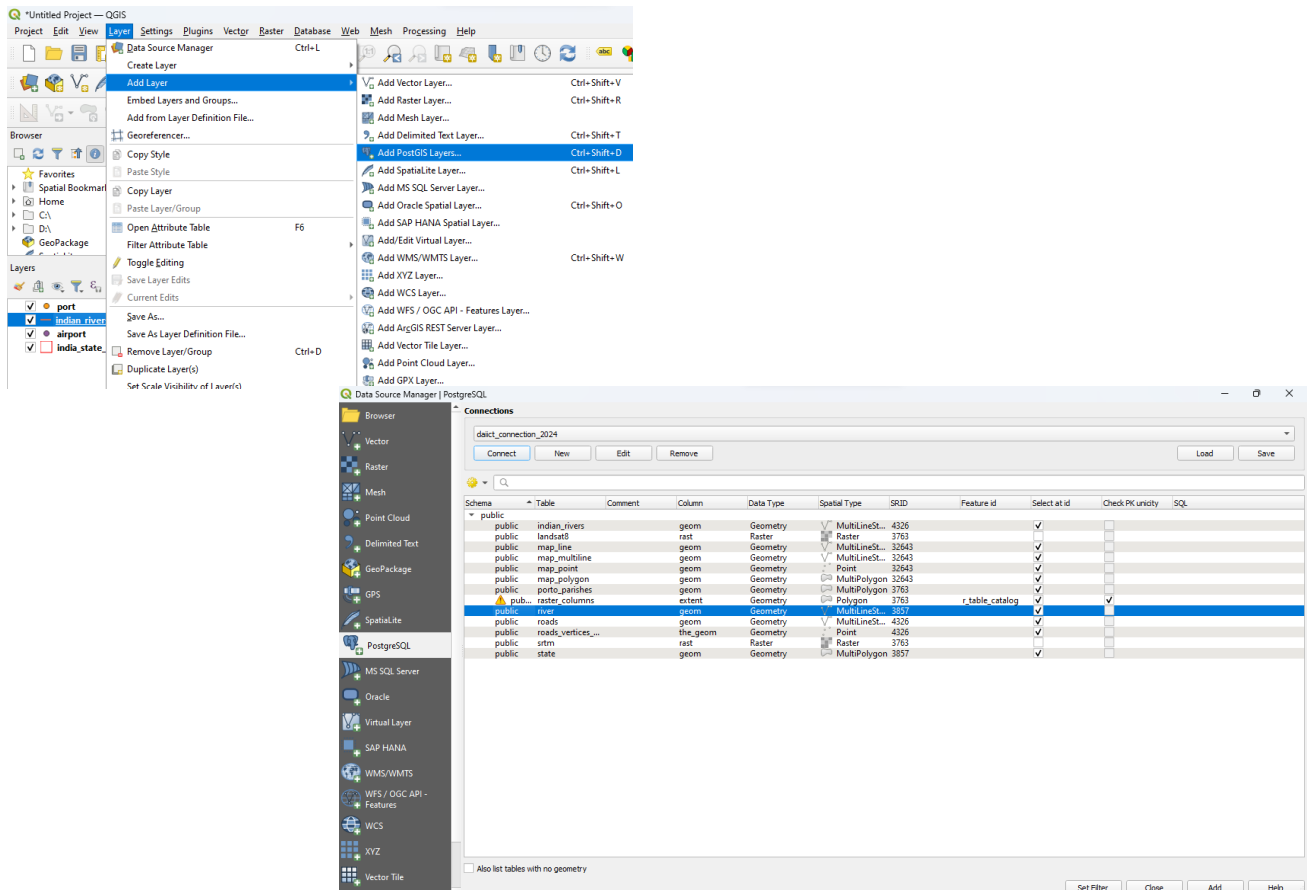 *Untitled Project — QGIS
Project Edit View Layer Settings Plugins Vector Raster Database Web Mesh Processing Help
Data Source Manager Ctrl+L
Create Layer
Add Layer
Embed Layers and Groups...
Add from Layer Definition File...
Georeferencer...
Copy Style
Paste Style
Copy Layer
Paste Layer/Group
Open Attribute Table F6
Filter Attribute Table
Toggle Editing
Save Layer Edits
Current Edits
Save As...
Save As Layer Definition File...
Remove Layer/Group Ctrl+D
Duplicate Layer(s)
Set Scale Visibility of Layer(s)
abc
Add Vector Layer... Ctrl+Shift+V
Add Raster Layer... Ctrl+Shift+R
Add Mesh Layer...
Add Delimited Text Layer... Ctrl+Shift+T
Add PostGIS Layers... Ctrl+Shift+D
Add SpatiaLite Layer... Ctrl+Shift+L
Add MS SQL Server Layer...
Add Oracle Spatial Layer... Ctrl+Shift+O
Add SAP HANA Spatial Layer...
Add/Edit Virtual Layer...
Add WMS/WMTS Layer... Ctrl+Shift+W
Add XYZ Layer...
Add WCS Layer...
Add WFS / OGC API - Features Layer...
Add ArcGIS REST Server Layer...
Add Vector Tile Layer...
Add Point Cloud Layer...
Add GPX Layer...
Browser
Favorites
Spatial Bookmar
Home
C:\
D:\
GeoPackage
Layers
port
indian_river
airport
india_state_
Data Source Manager | PostgreSQL
Browser
Vector
Raster
Mesh
Point Cloud
Delimited Text
GeoPackage
GPS
SpatiaLite
PostgreSQL
MS SQL Server
Oracle
Virtual Layer
SAP HANA
WMS/WMTS
WFS / OGC API -
Features
WCS
XYZ
Vector Tile
Connections
daiict_connection_2024
Connect New Edit Remove Load Save
Schema Table Comment Column Data Type Spatial Type SRID Feature id Select at id Check PK unicity SQL
public
public indian_rivers geom Geometry MultiLineSt... 4326
public landsat8 rast Raster Raster 3763
public map_line geom Geometry MultiLineSt... 32643
public map_multiline geom Geometry MultiLineSt... 32643
public map_point geom Geometry Point 32643
public map_polygon geom Geometry MultiPolygon 32643
public porto_parishes geom Geometry MultiPolygon 3763
pub... raster_columns extent Geometry Polygon 3763 r_table_catalog
public river geom Geometry MultiLineSt... 3857
public roads geom Geometry MultiLineSt... 4326
public roads_vertices_... the_geom Geometry Point 4326
public srtm rast Raster Raster 3763
public state geom Geometry MultiPolygon 3857
Also list tables with no geometry
Set Filter Close Add Help